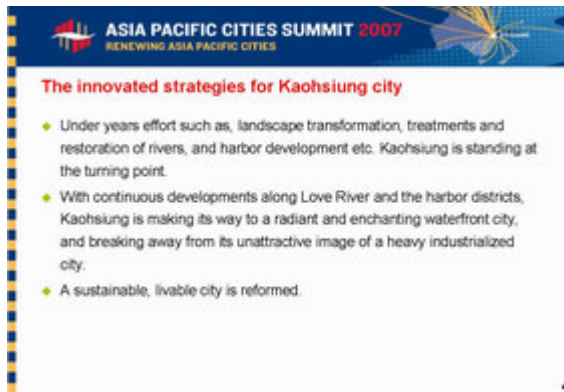 ASIA PACIFIC CITIES SUMMIT 2007
RENEWING ASIA PACIFIC CITIES
The innovated strategies for Kaohsiung city
Under years effort such as, landscape transformation, treatments and
restoration of rivers, and harbor development etc. Kaohsiung is standing at
the turning point.
With continuous developments along Love River and the harbor districts,
Kaohsiung is making its way to a radiant and enchanting waterfront city,
and breaking away from its unattractive image of a heavy industrialized
city.
A sustainable, livable city is reformed.